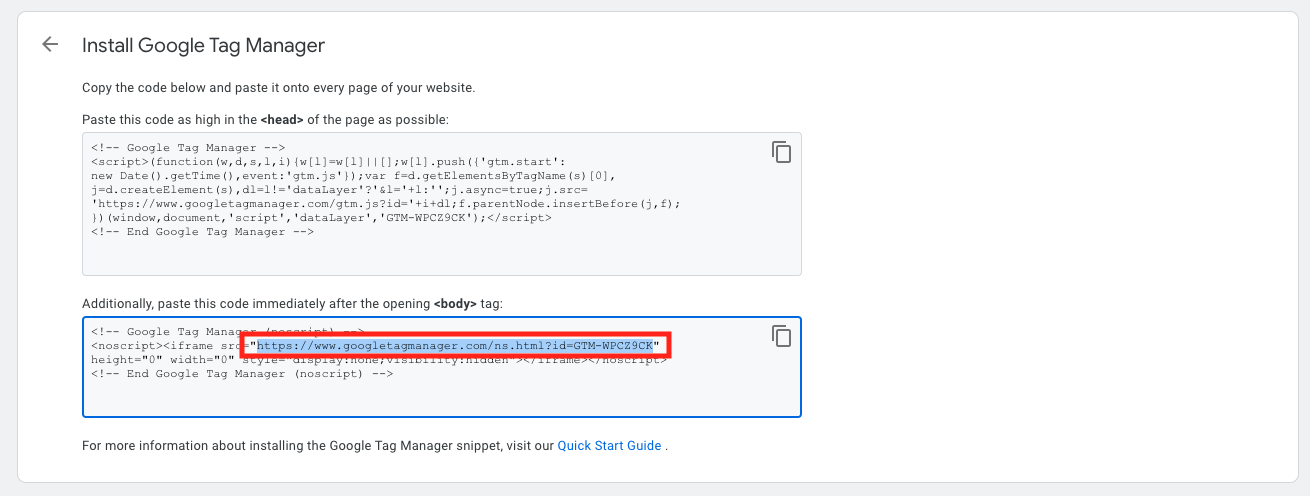 Install Google Tag Manager
Copy the code below and paste it onto every page of your website.
Paste this code as high in the <head> of the page as possible:
<!-- Google Tag Manager -->
<script>(function(w,d,s,l,i){w[l]=w[l]||[];w[l].push({'gtm.start':
new Date().getTime(),event:'gtm.js'});var f=d.getElementsByTagName(s)[0],
j=d.createElement(s),dl=l!='dataLayer'?'&l='+l:'';j.async=true;j.src=
'https://www.googletagmanager.com/gtm.js?id='+i+dl;f.parentNode.insertBefore(j,f);
})(window,document,'script','dataLayer','GTM-WPCZ9CK');</script>
<!-- End Google Tag Manager -->
Additionally, paste this code immediately after the opening <body> tag:
<!-- Google Tag Manager (noscript) -->
<noscript><iframe src="https://www.googletagmanager.com/ns.html?id=GTM-WPCZ9CK"
height="0" width="0" style="display:none;visibility:hidden"></iframe></noscript>
<!-- End Google Tag Manager (noscript) -->
For more information about installing the Google Tag Manager snippet, visit our Quick Start Guide .